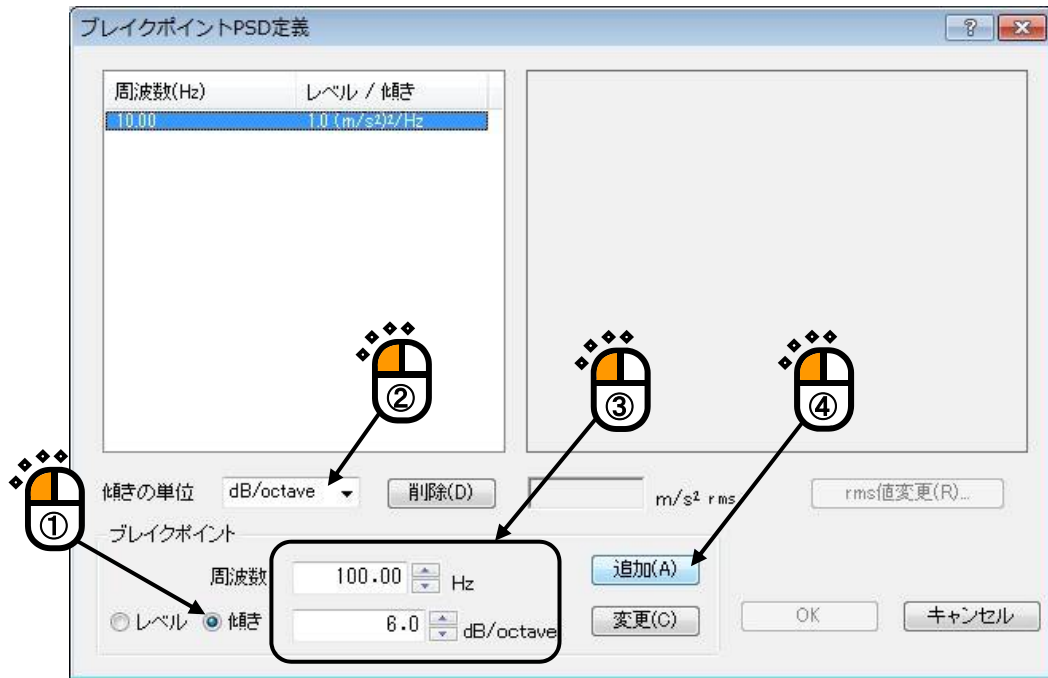 ブレイクポイントPSD定義
周波数(Hz) レベル / 傾き
10.00 1.0 (m/s²)²/Hz
②
③
④
①
傾きの単位 dB/octave 削除(D) m/s² rms rms値変更(R)...
ブレイクポイント
周波数 100.00 Hz 追加(A)
レベル 傾き 6.0 dB/octave 変更(C) OK キャンセル